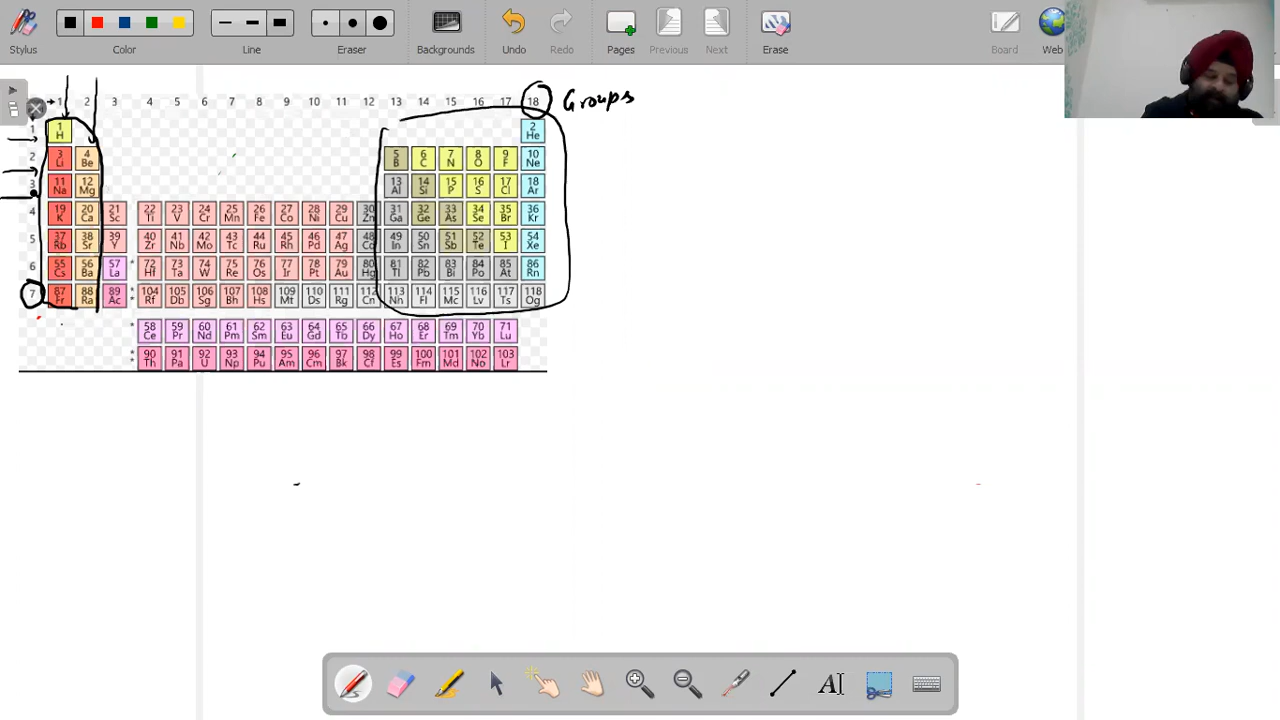 Stylus Color Line Eraser Backgrounds Undo Redo Pages Previous Next Erase Board Web
1 2 3 4 5 6 7 8 9 10 11 12 13 14 15 16 17 18 Groups
1 1 H 2 He
2 3 Li 4 Be 5 B 6 C 7 N 8 O 9 F 10 Ne
3 11 Na 12 Mg 13 Al 14 Si 15 P 16 S 17 Cl 18 Ar
4 19 K 20 Ca 21 Sc 22 Ti 23 V 24 Cr 25 Mn 26 Fe 27 Co 28 Ni 29 Cu 30 Zn 31 Ga 32 Ge 33 As 34 Se 35 Br 36 Kr
5 37 Rb 38 Sr 39 Y 40 Zr 41 Nb 42 Mo 43 Tc 44 Ru 45 Rh 46 Pd 47 Ag 48 Cd 49 In 50 Sn 51 Sb 52 Te 53 I 54 Xe
6 55 Cs 56 Ba 57 La * 72 Hf 73 Ta 74 W 75 Re 76 Os 77 Ir 78 Pt 79 Au 80 Hg 81 Tl 82 Pb 83 Bi 84 Po 85 At 86 Rn
7 87 Fr 88 Ra 89 Ac * * 104 Rf 105 Db 106 Sg 107 Bh 108 Hs 109 Mt 110 Ds 111 Rg 112 Cn 113 Nh 114 Fl 115 Mc 116 Lv 117 Ts 118 Og
* 58 Ce 59 Pr 60 Nd 61 Pm 62 Sm 63 Eu 64 Gd 65 Tb 66 Dy 67 Ho 68 Er 69 Tm 70 Yb 71 Lu
* * 90 Th 91 Pa 92 U 93 Np 94 Pu 95 Am 96 Cm 97 Bk 98 Cf 99 Es 100 Fm 101 Md 102 No 103 Lr